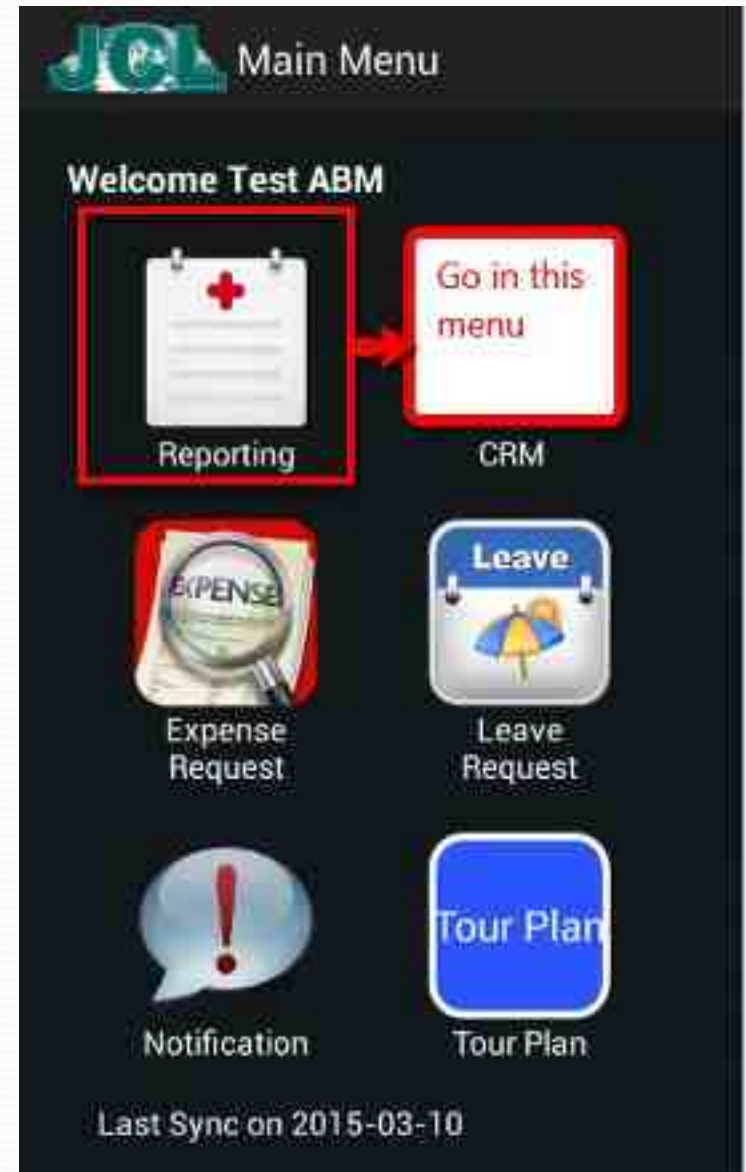 JCL Main Menu
Welcome Test ABM
Go in this
menu
Reporting
CRM
EXPENSE
Leave
Expense
Request
Leave
Request
Tour Plan
Notification
Tour Plan
Last Sync on 2015-03-10